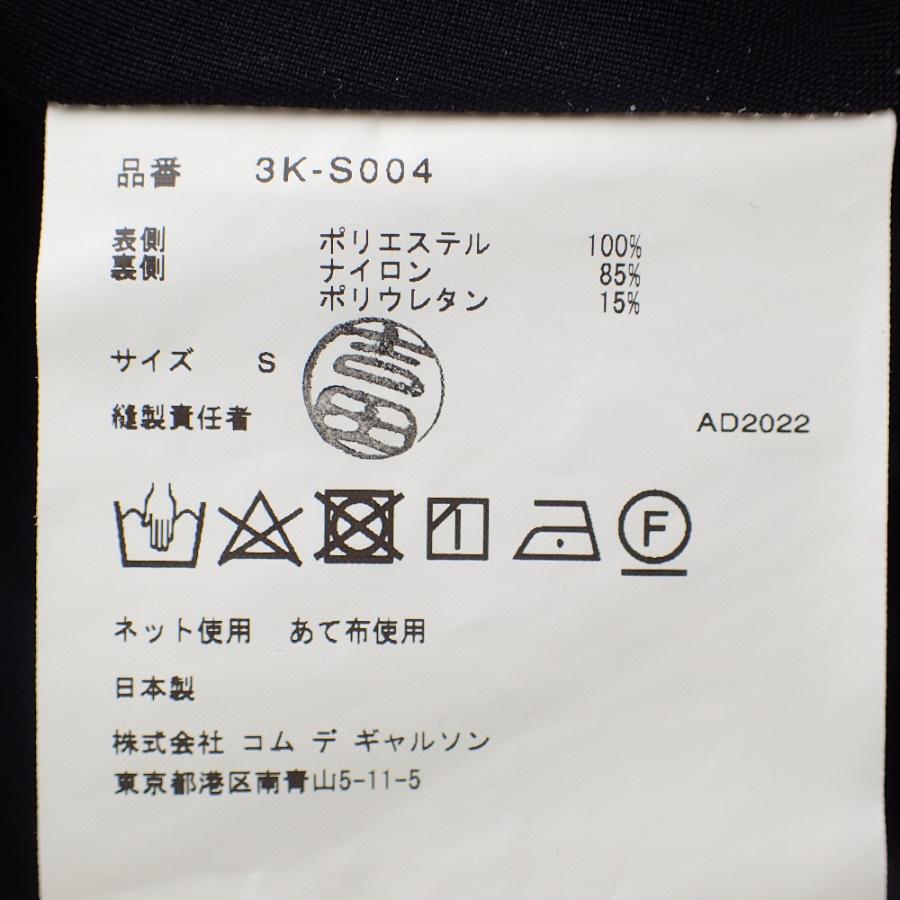 品番 3K-S004
表側 ポリエステル 100%
裏側 ナイロン 85%
ポリウレタン 15%
サイズ S
縫製責任者
AD2022
F
ネット使用 あて布使用
日本製
株式会社 コム デ ギャルソン
東京都港区南青山5-11-5